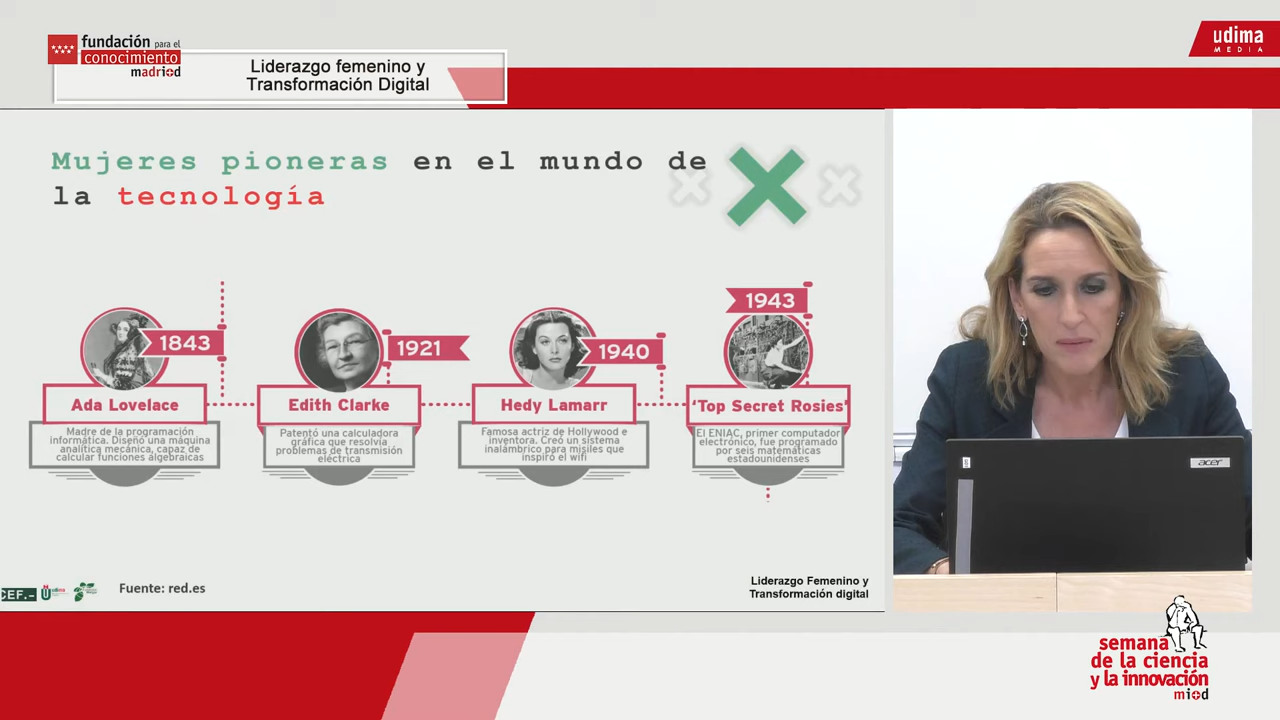 fundación para el
conocimiento
madri+d
Liderazgo femenino y
Transformación Digital
udima
MEDIA
Mujeres pioneras en el mundo de
la tecnología
1843
1921
1940
1943
Ada Lovelace
Madre de la programación
informática. Diseñó una máquina
analítica mecánica, capaz de
calcular funciones algebraicas
Edith Clarke
Patentó una calculadora
gráfica que resolvía
problemas de transmisión
eléctrica
Hedy Lamarr
Famosa actriz de Hollywood e
inventora. Creó un sistema
inalámbrico para misiles que
inspiró el wifi
‘Top Secret Rosies’
El ENIAC, primer computador
electrónico, fue programado
por seis matemáticas
estadounidenses
CEF.-
udima
Fuente: red.es
Liderazgo Femenino y
Transformación digital
acer
semana
de la ciencia
y la innovación
mi+d